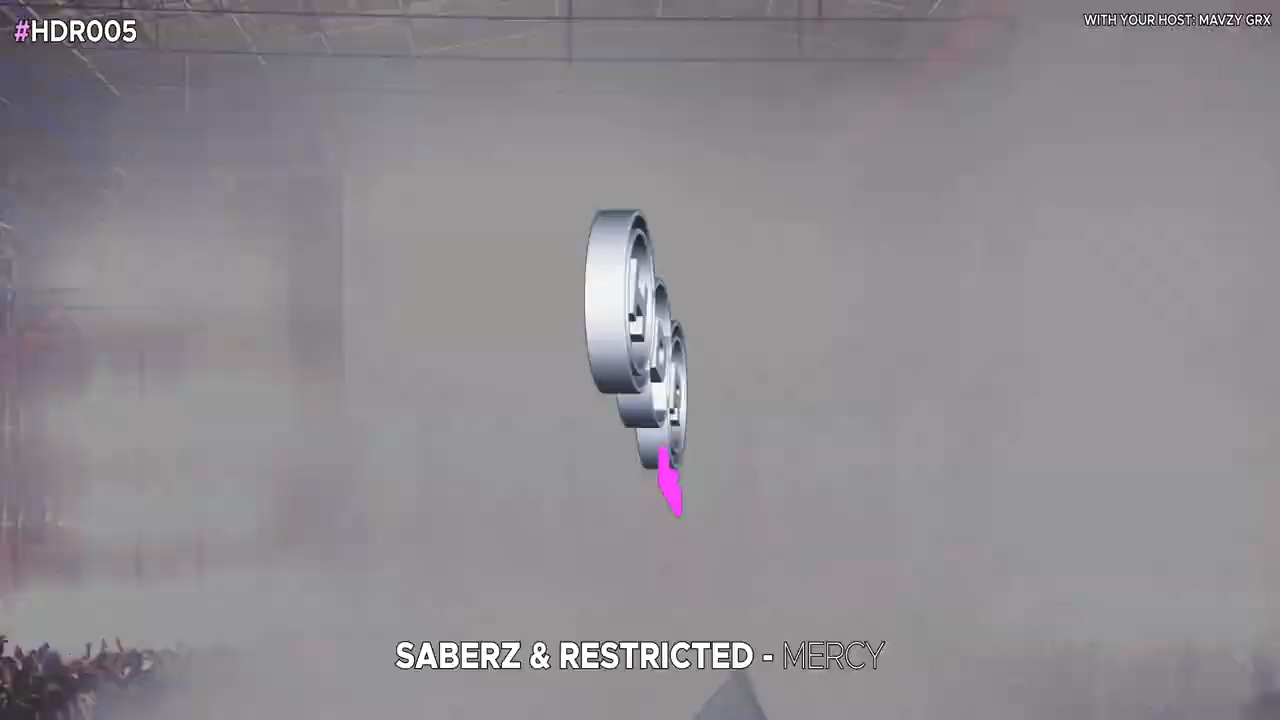 #HDR005
WITH YOUR HOST: MAVZY GRX
SABERZ & RESTRICTED - MERCY